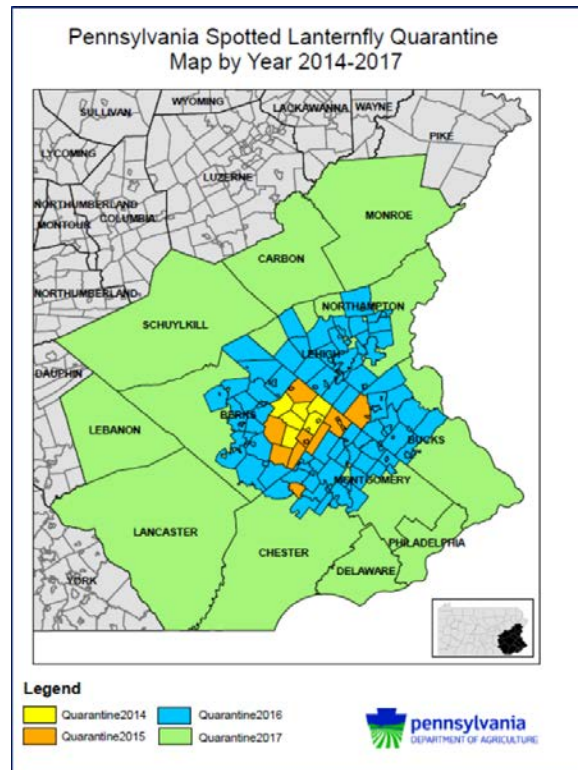 Pennsylvania Spotted Lanternfly Quarantine
Map by Year 2014-2017
WYOMING
SULLIVAN
LACKAWANNA
WAYNE
PIKE
LYCOMING
LUZERNE
NORTHUMBERLAND
COLUMBIA
MONTOUR
MONROE
CARBON
NORTHUMBERLAND
NORTHAMPTON
SCHUYLKILL
LEHIGH
DAUPHIN
BERKS
LEBANON
BUCKS
MONTGOMERY
LANCASTER
PHILADELPHIA
CHESTER
DELAWARE
YORK
Legend
Quarantine2014
Quarantine2016
Quarantine2015
Quarantine2017
pennsylvania
DEPARTMENT OF AGRICULTURE